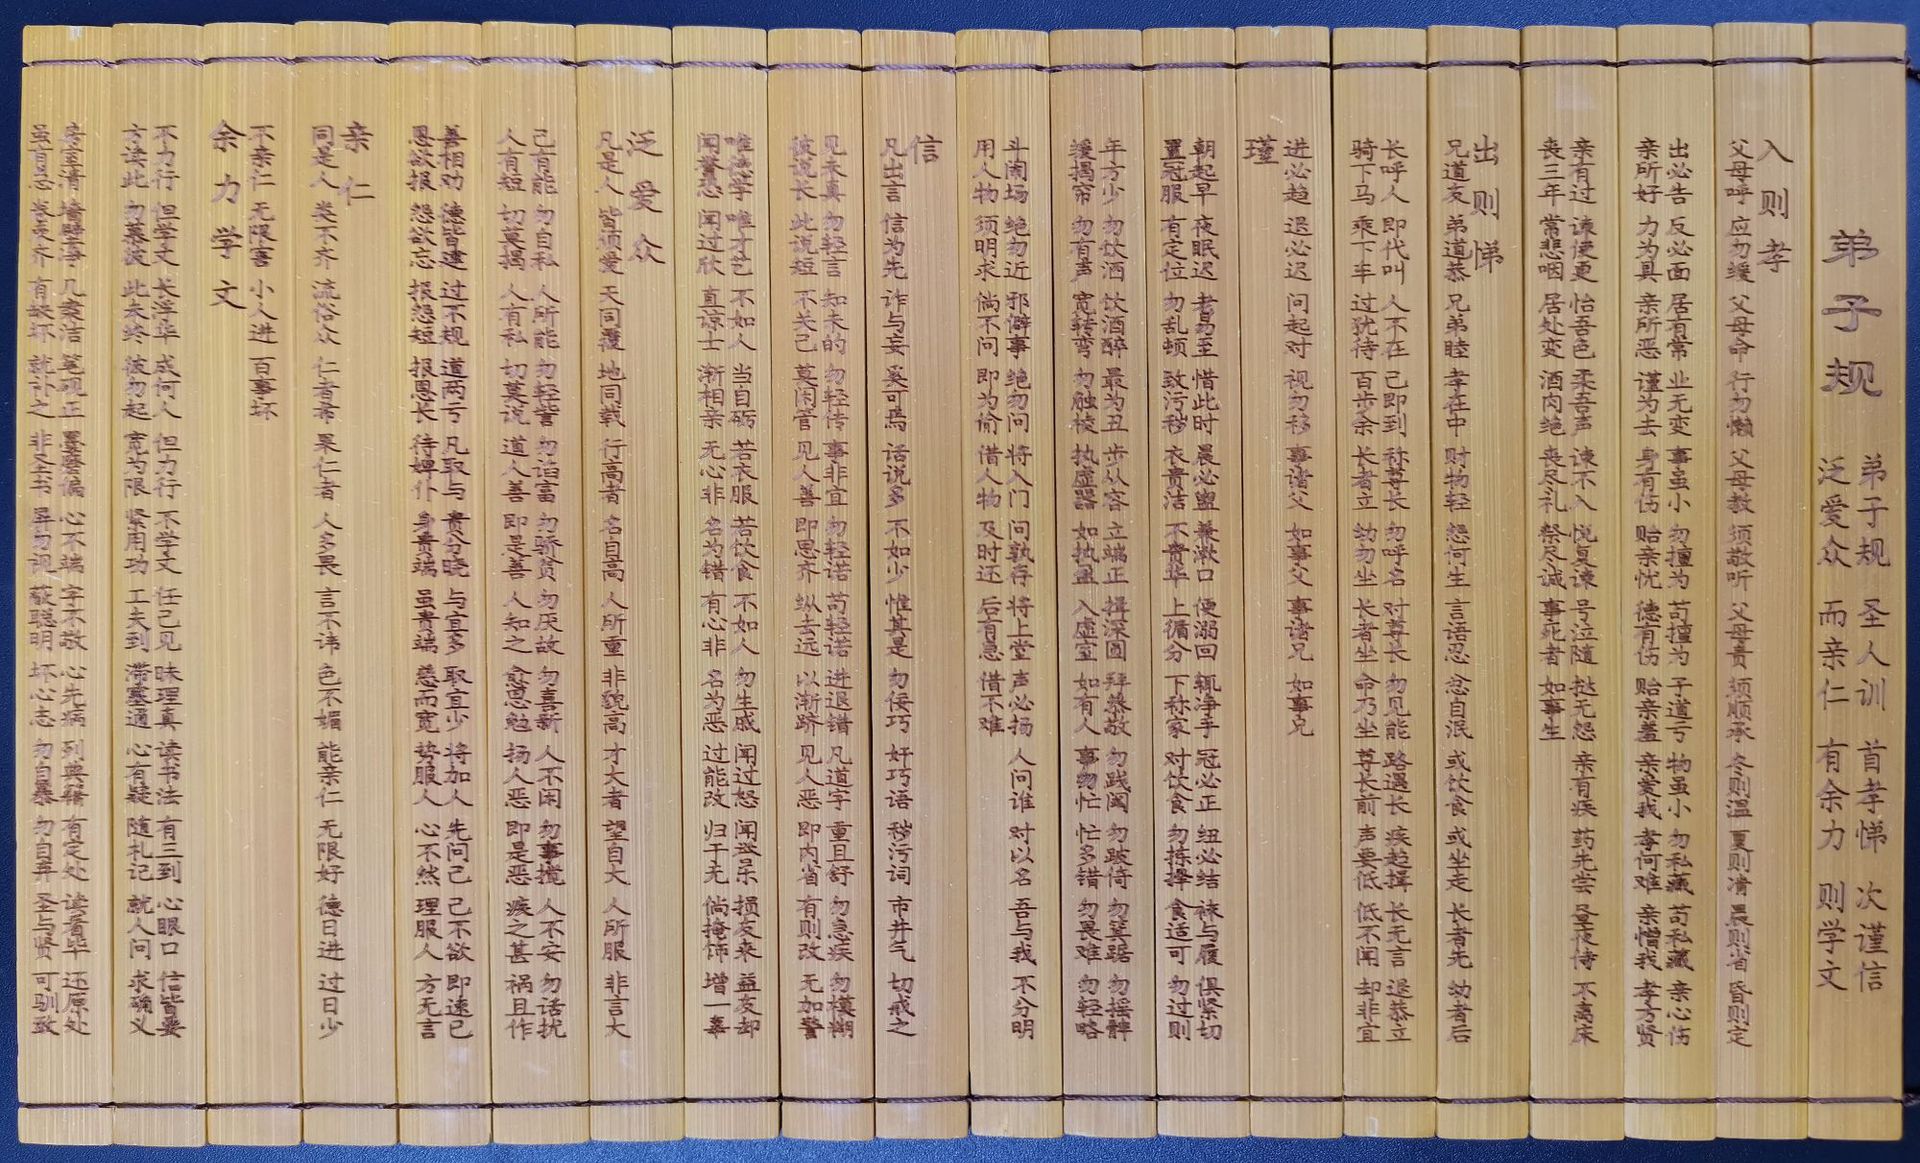 弟子规
弟子规 圣人训 首孝悌 次谨信
泛爱众 而亲仁 有余力 则学文
入则孝
父母呼 应勿缓 父母命 行勿懒 父母教 须敬听 父母责 须顺承 冬则温 夏则凊 晨则省 昏则定
出必告 反必面 居有常 业无变 事虽小 勿擅为 苟擅为 子道亏 物虽小 勿私藏 苟私藏 亲心伤
亲所好 力为具 亲所恶 谨为去 身有伤 贻亲忧 德有伤 贻亲羞 亲爱我 孝何难 亲憎我 孝方贤
亲有过 谏使更 怡吾色 柔吾声 谏不入 悦复谏 号泣随 挞无怨 亲有疾 药先尝 昼夜侍 不离床
丧三年 常悲咽 居处变 酒肉绝 丧尽礼 祭尽诚 事死者 如事生
出则悌
兄道友 弟道恭 兄弟睦 孝在中 财物轻 怨何生 言语忍 忿自泯 或饮食 或坐走 长者先 幼者后
长呼人 即代叫 人不在 己即到 称尊长 勿呼名 对尊长 勿见能 路遇长 疾趋揖 长无言 退恭立
骑下马 乘下车 过犹待 百步余 长者立 幼勿坐 长者坐 命乃坐 尊长前 声要低 低不闻 却非宜
进必趋 退必迟 问起对 视勿移 事诸父 如事父 事诸兄 如事兄
瑾
朝起早 夜眠迟 老易至 惜此时 晨必盥 兼漱口 便溺回 辄净手 冠必正 纽必结 袜与履 俱紧切
置冠服 有定位 勿乱顿 致污秽 衣贵洁 不贵华 上循分 下称家 对饮食 勿拣择 食适可 勿过则
年方少 勿饮酒 饮酒醉 最为丑 步从容 立端正 揖深圆 拜恭敬 勿践阈 勿跛倚 勿箕踞 勿摇髀
缓揭帘 勿有声 宽转弯 勿触棱 执虚器 如执盈 入虚室 如有人 事勿忙 忙多错 勿畏难 勿轻略
斗闹场 绝勿近 邪僻事 绝勿问 将入门 问孰存 将上堂 声必扬 人问谁 对以名 吾与我 不分明
用人物 须明求 倘不问 即为偷 借人物 及时还 后有急 借不难
信
凡出言 信为先 诈与妄 奚可焉 话说多 不如少 惟其是 勿佞巧 奸巧语 秽污词 市井气 切戒之
见未真 勿轻言 知未的 勿轻传 事非宜 勿轻诺 苟轻诺 进退错 凡道字 重且舒 勿急疾 勿模糊
彼说长 此说短 不关己 莫闲管 见人善 即思齐 纵去远 以渐跻 见人恶 即内省 有则改 无加警
唯德学 唯才艺 不如人 当自砺 若衣服 若饮食 不如人 勿生戚 闻过怒 闻誉乐 损友来 益友却
闻誉恐 闻过欣 直谅士 渐相亲 无心非 名为错 有心非 名为恶 过能改 归于无 倘掩饰 增一辜
泛爱众
凡是人 皆须爱 天同覆 地同载 行高者 名自高 人所重 非貌高 才大者 望自大 人所服 非言大
己有能 勿自私 人所能 勿轻訾 勿谄富 勿骄贫 勿厌故 勿喜新 人不闲 勿事搅 人不安 勿话扰
人有短 切莫揭 人有私 切莫说 道人善 即是善 人知之 愈思勉 扬人恶 即是恶 疾之甚 祸且作
善相劝 德皆建 过不规 道两亏 凡取与 贵分晓 与宜多 取宜少 将加人 先问己 己不欲 即速已
恩欲报 怨欲忘 报怨短 报恩长 待婢仆 身贵端 虽贵端 慈而宽 势服人 心不然 理服人 方无言
亲仁
同是人 类不齐 流俗众 仁者希 果仁者 人多畏 言不讳 色不媚 能亲仁 无限好 德日进 过日少
不亲仁 无限害 小人进 百事坏
余力学文
不力行 但学文 长浮华 成何人 但力行 不学文 任己见 昧理真 读书法 有三到 心眼口 信皆要
方读此 勿慕彼 此未终 彼勿起 宽为限 紧用功 工夫到 滞塞通 心有疑 随札记 就人问 求确义
房室清 墙壁净 几案洁 笔砚正 墨磨偏 心不端 字不敬 心先病 列典籍 有定处 读看毕 还原处
虽有急 卷束齐 有缺坏 就补之 非圣书 屏勿视 蔽聪明 坏心志 勿自暴 勿自弃 圣与贤 可驯致